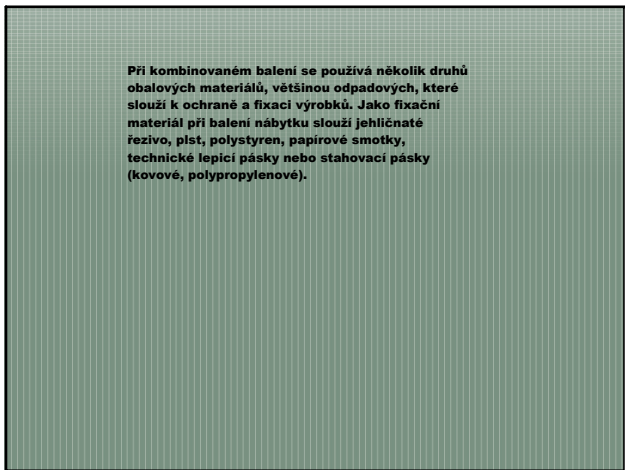 Při kombinovaném balení se používá několik druhů
obalových materiálů, většinou odpadových, které
slouží k ochraně a fixaci výrobků. Jako fixační
materiál při balení nábytku slouží jehličnaté
řezivo, plsť, polystyren, papírové smotky,
technické lepicí pásky nebo stahovací pásky
(kovové, polypropylenové).